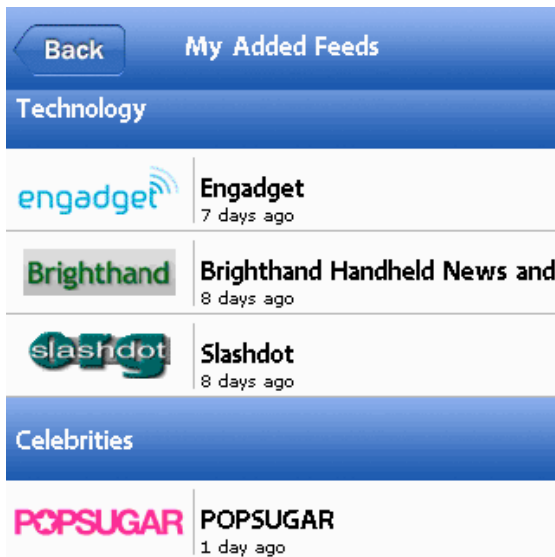 Back
My Added Feeds
Technology
engadget
Engadget
7 days ago
Brighthand
Brighthand Handheld News and
8 days ago
slashdot
org
Slashdot
8 days ago
Celebrities
POPSUGAR
POPSUGAR
1 day ago